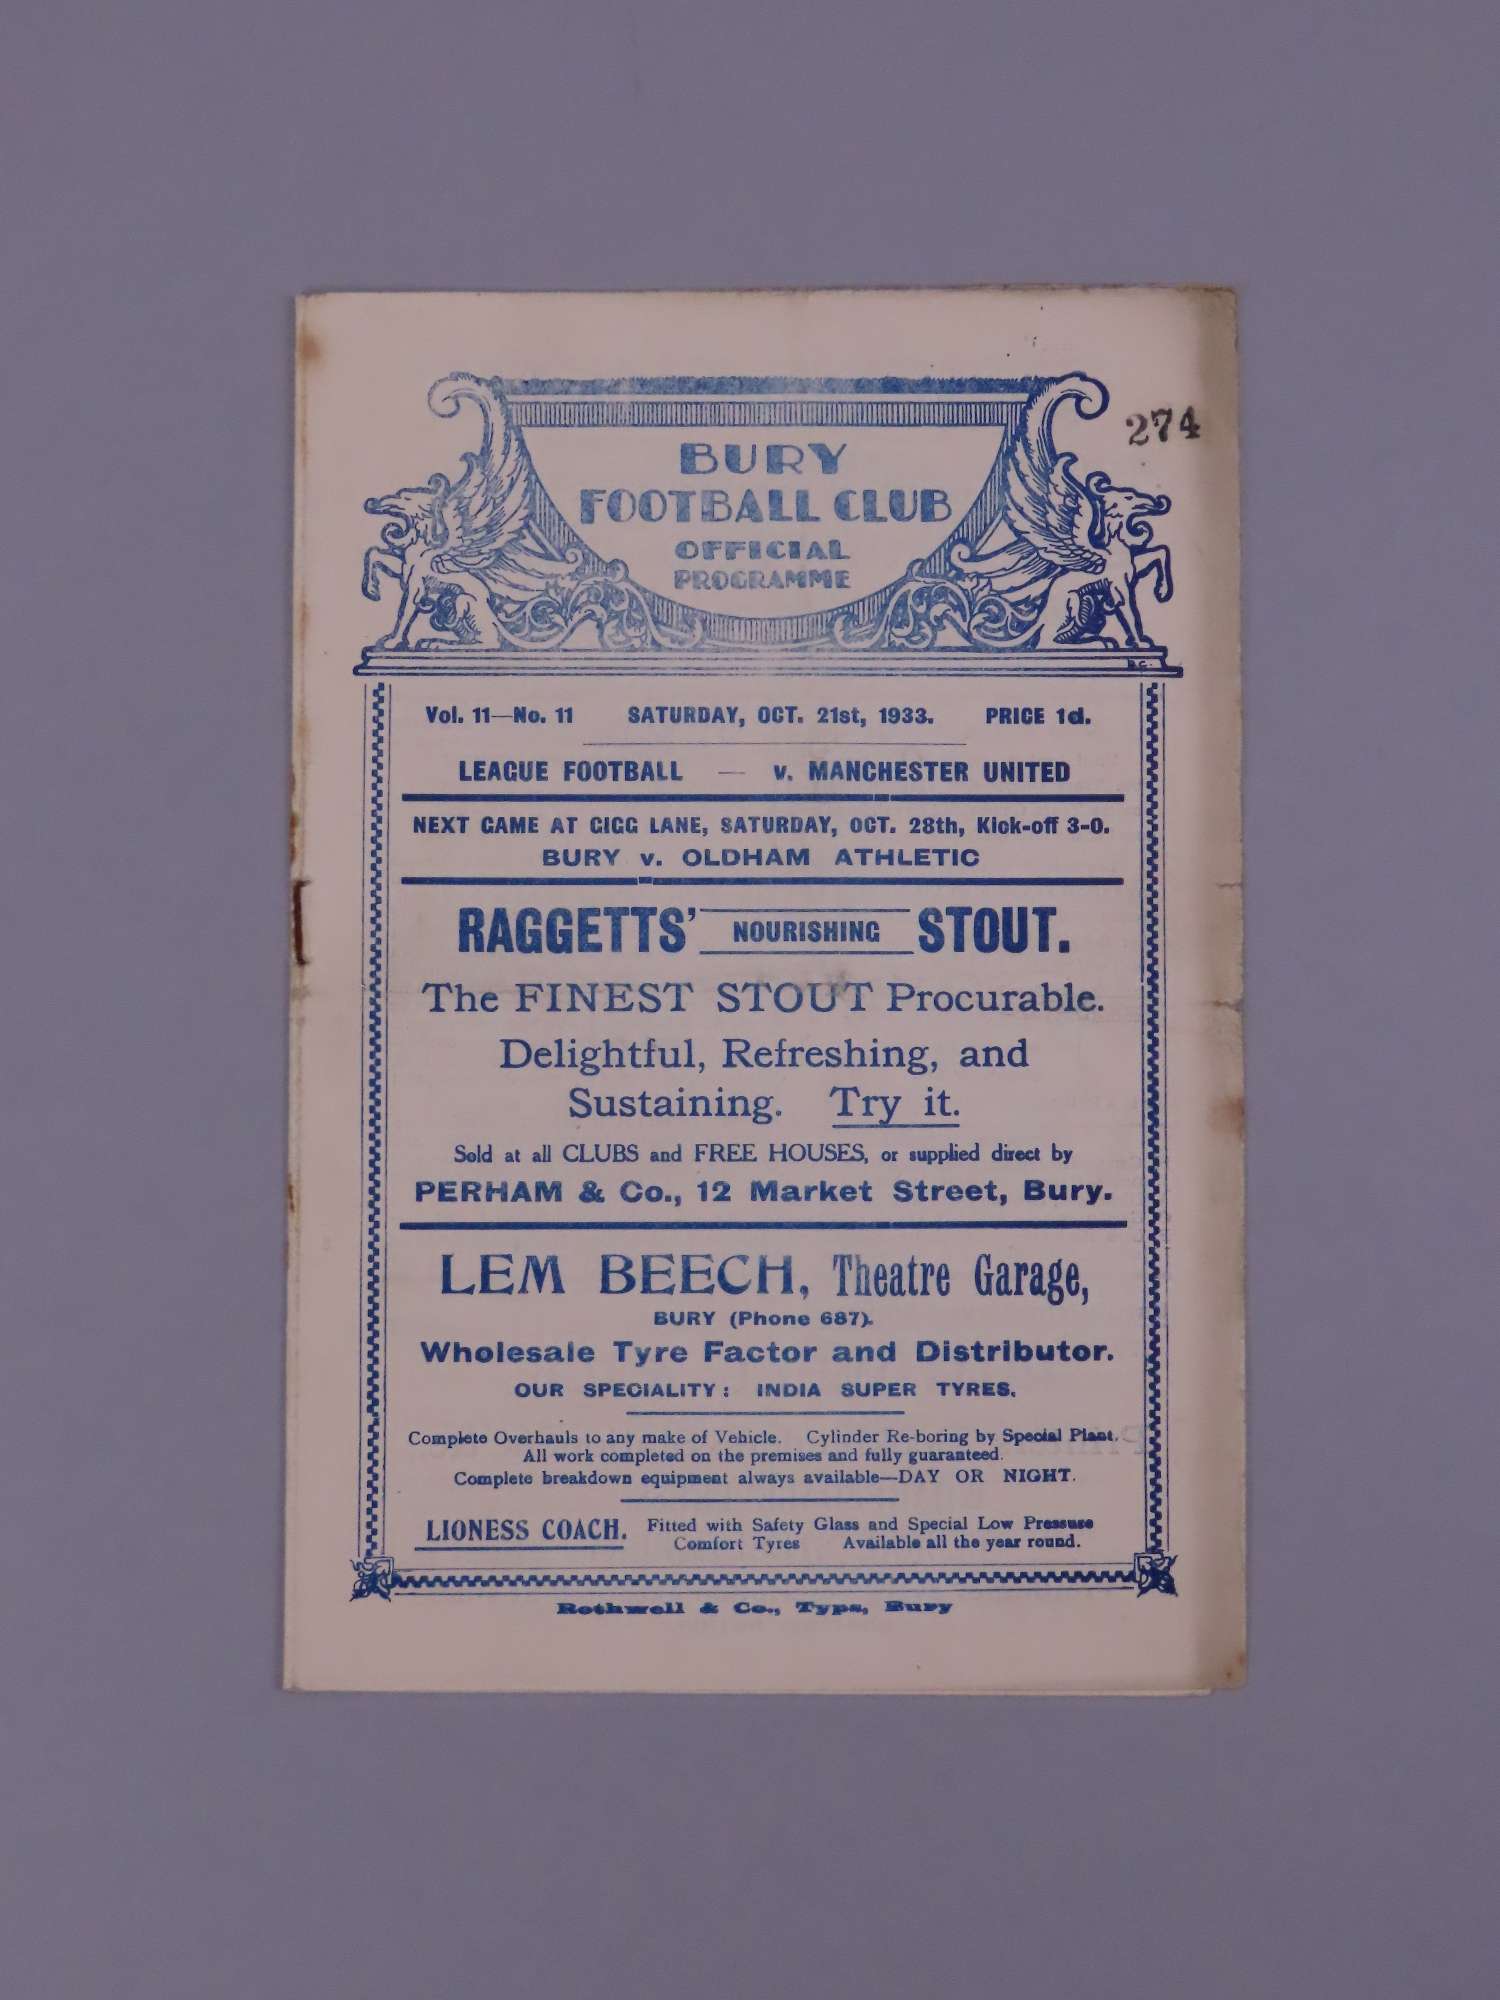 BURY
FOOTBALL CLUB
OFFICIAL
PROGRAMME
274
B.C.
Vol. 11—No. 11 SATURDAY, OCT. 21st, 1933. PRICE 1d.
LEAGUE FOOTBALL — v. MANCHESTER UNITED
NEXT GAME AT GIGG LANE, SATURDAY, OCT. 28th, Kick-off 3-0.
BURY v. OLDHAM ATHLETIC
RAGGETTS' NOURISHING STOUT.
The FINEST STOUT Procurable.
Delightful, Refreshing, and
Sustaining. Try it.
Sold at all CLUBS and FREE HOUSES, or supplied direct by
PERHAM & Co., 12 Market Street, Bury.
LEM BEECH, Theatre Garage,
BURY (Phone 687).
Wholesale Tyre Factor and Distributor.
OUR SPECIALITY: INDIA SUPER TYRES.
Complete Overhauls to any make of Vehicle. Cylinder Re-boring by Special Plant.
All work completed on the premises and fully guaranteed.
Complete breakdown equipment always available—DAY OR NIGHT.
LIONESS COACH. Fitted with Safety Glass and Special Low Pressuse
Comfort Tyres Available all the year round.
Rothwell & Co., Typs, Bury